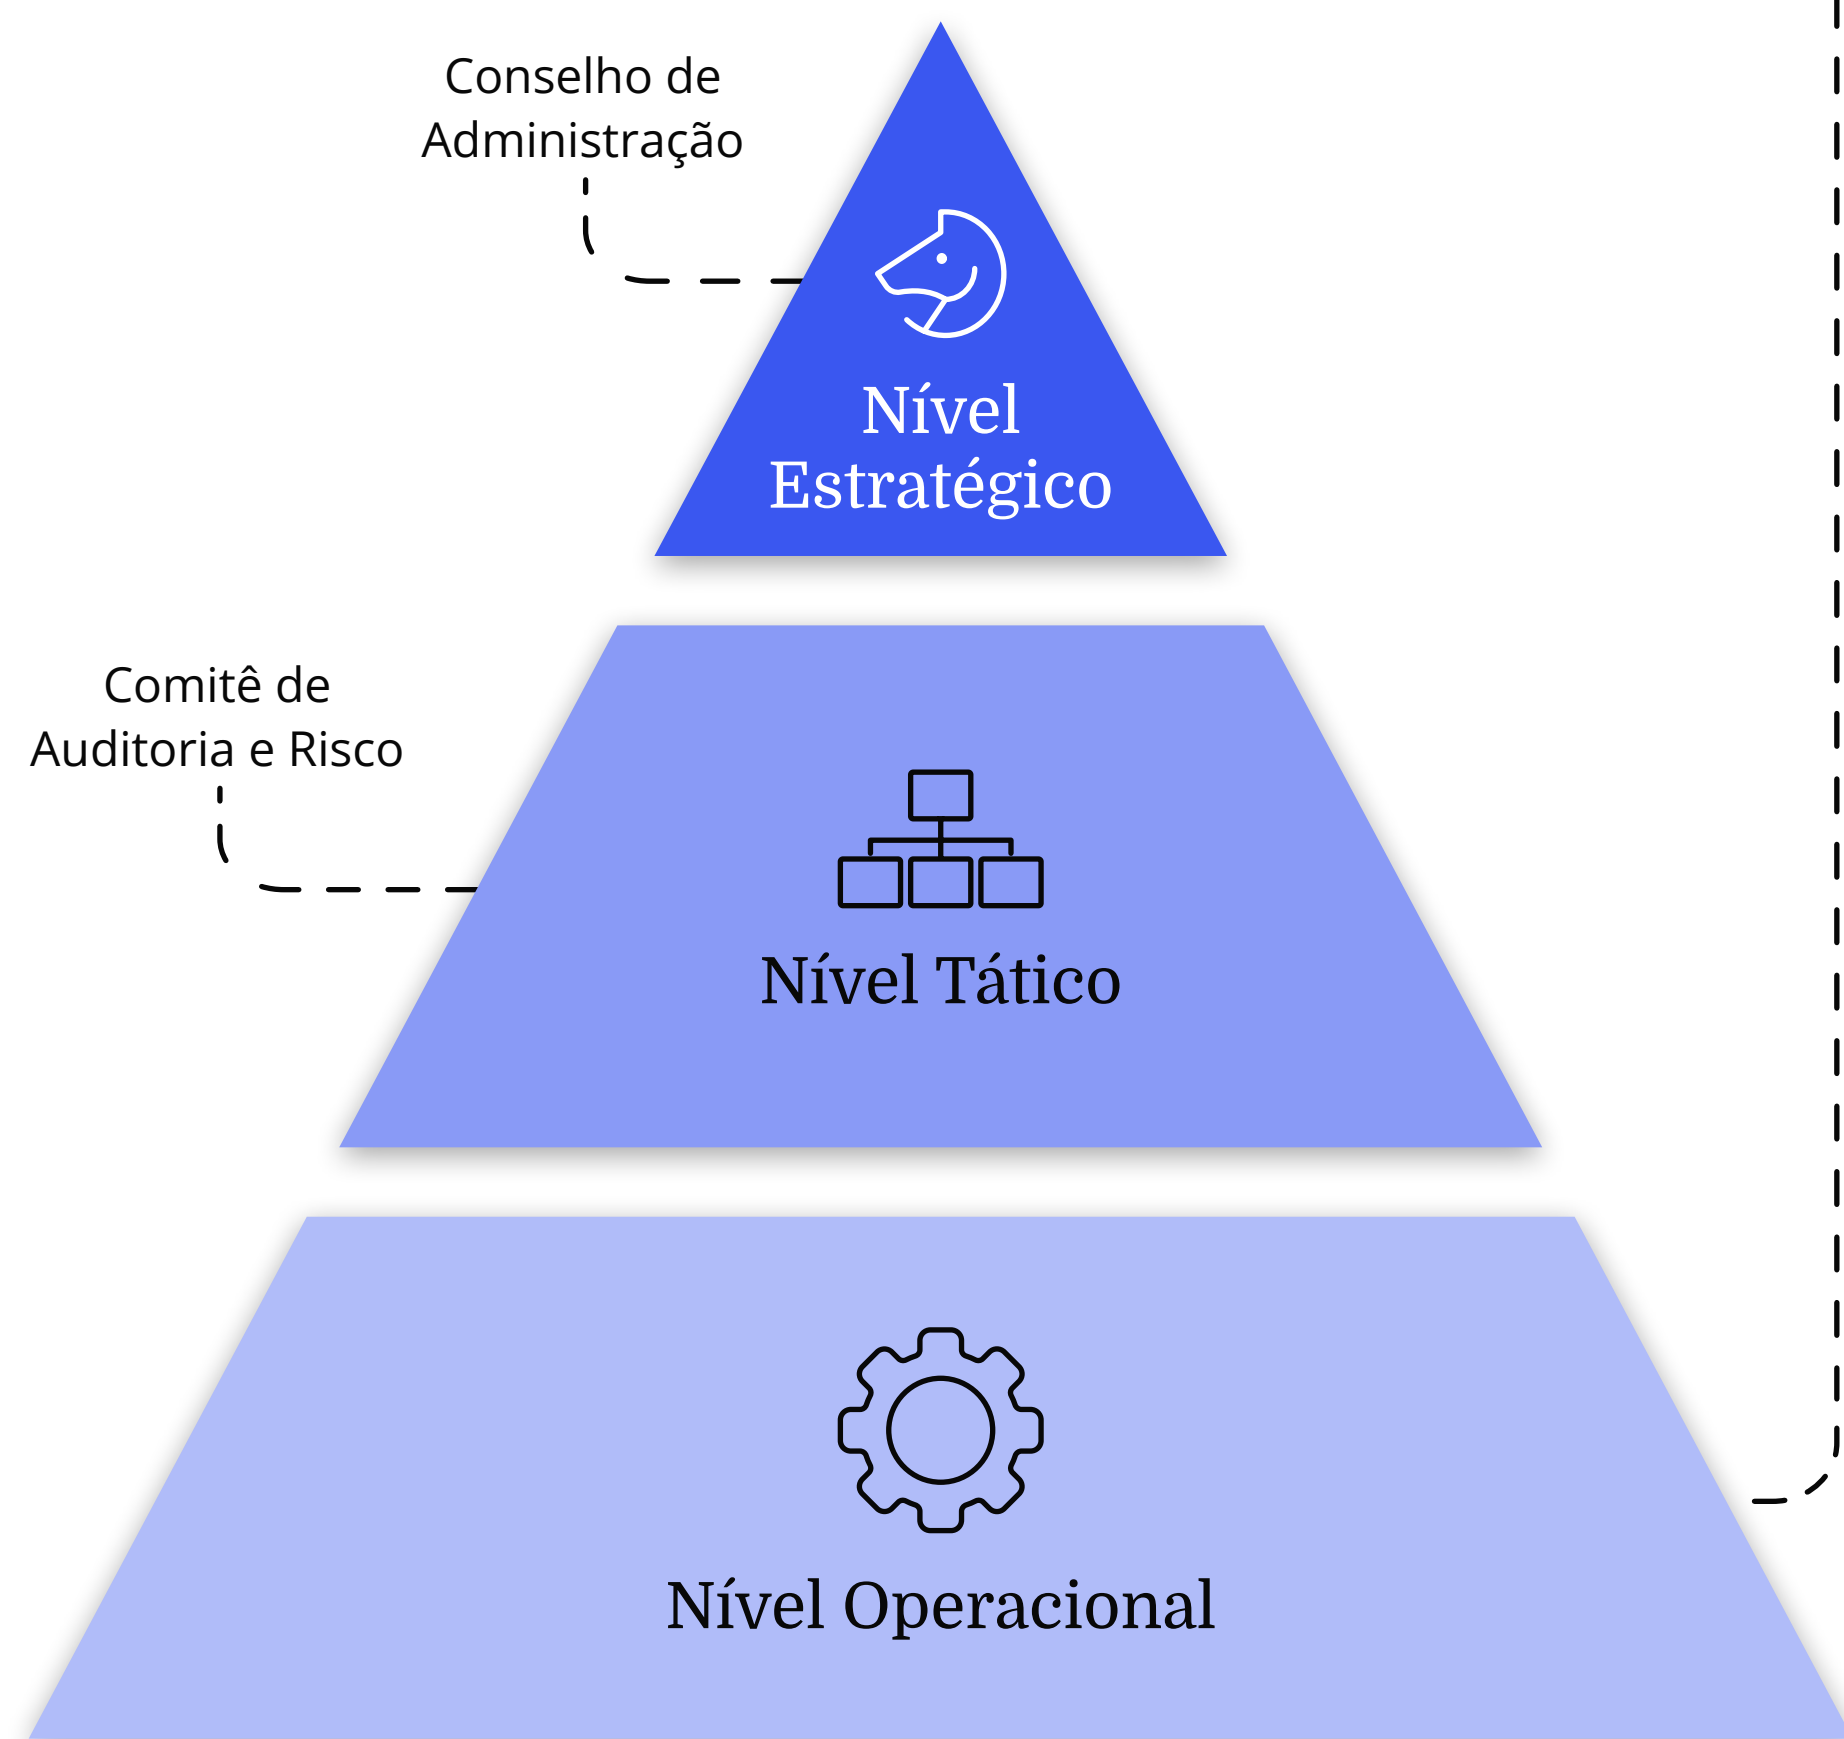 Conselho de
Administração
Nível
Estratégico
Comitê de
Auditoria e Risco
Nível Tático
Nível Operacional